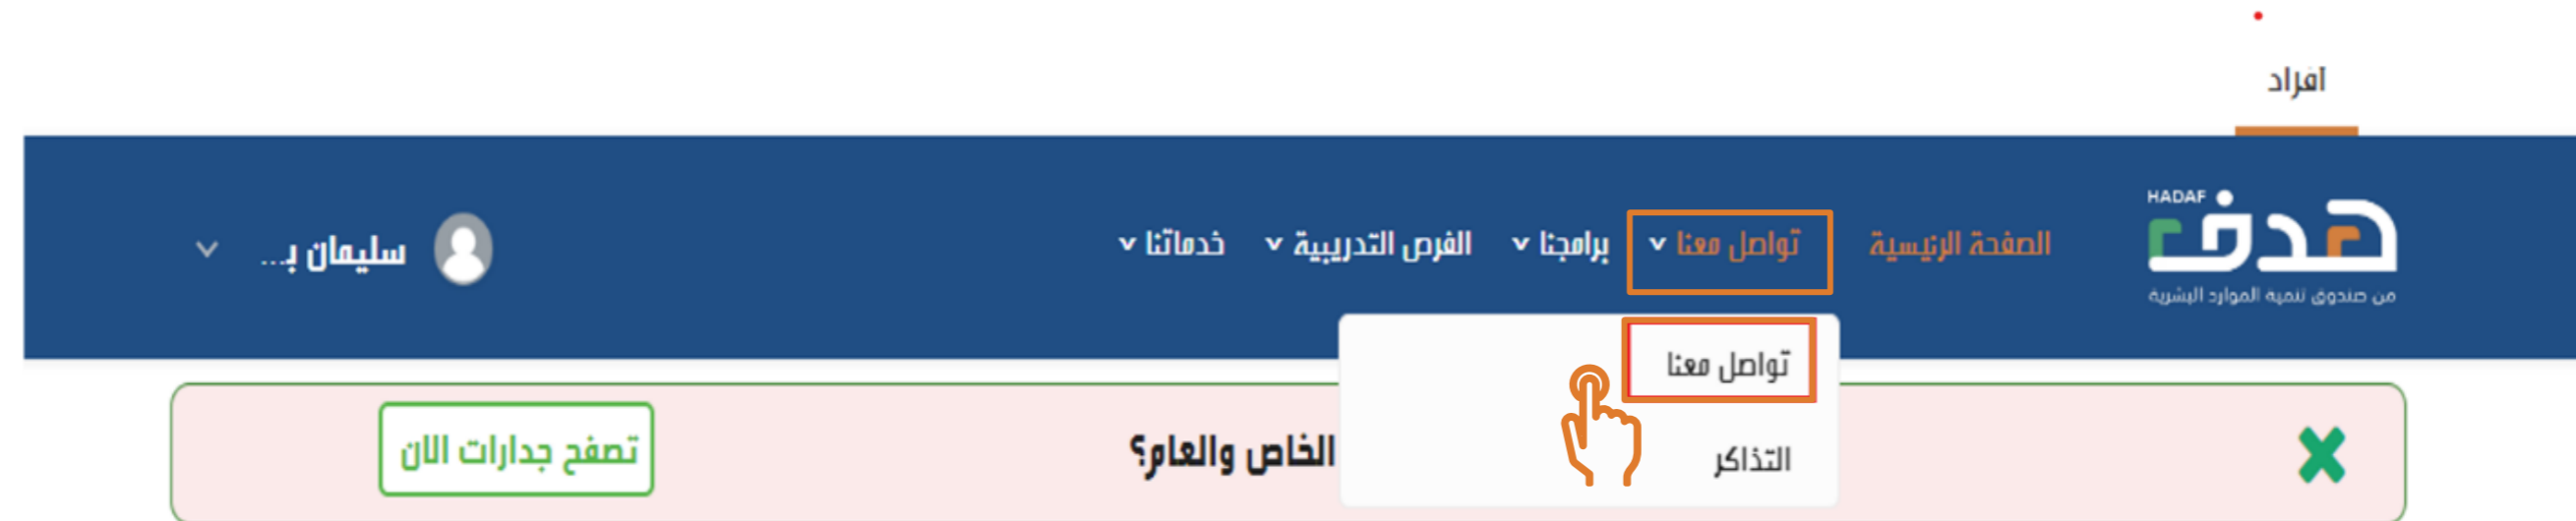 افراد
HADAF
هدف
من صندوق تنمية الموارد البشرية
الصفحة الرئيسية
تواصل معنا
برامجنا
الفرص التدريبية
خدماتنا
سليمان ب...
تواصل معنا
التذاكر
الخاص والعام؟
تصفح جدارات الان